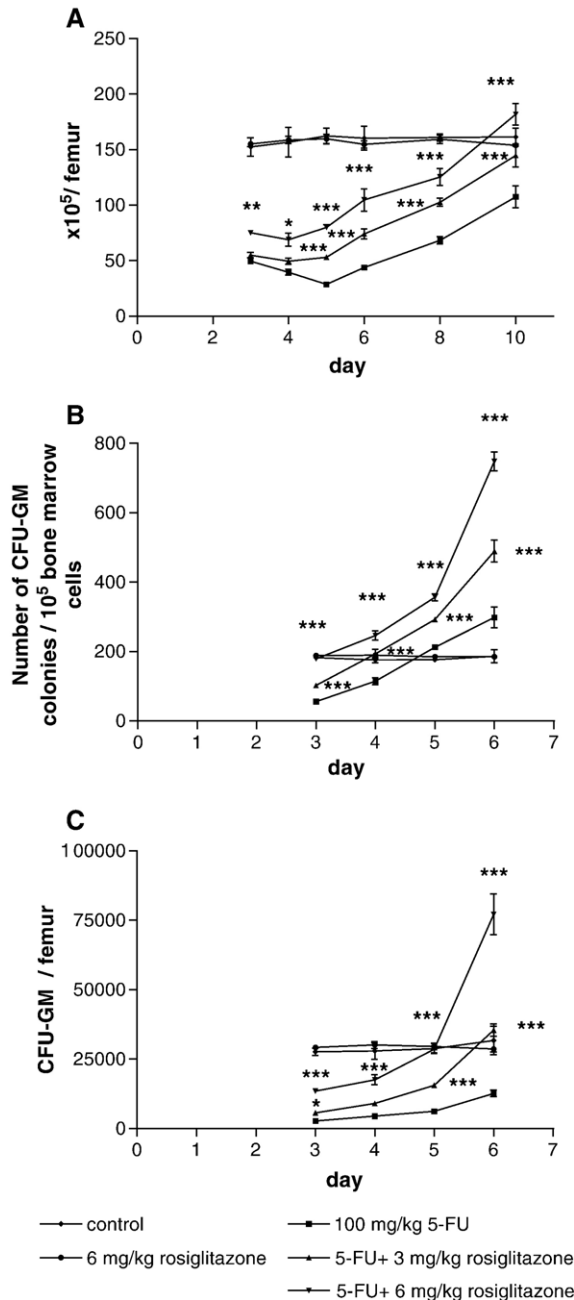 A
***
250
200
***
150
***
***
***
x10⁵/ femur
100
**
*
***
***
***
50
0
0 2 4 6 8 10
day
B
***
800
600
***
***
***
400
***
***
***
200
***
0
Number of CFU-GM
colonies / 10⁵ bone marrow
cells
0 1 2 3 4 5 6 7
day
C
100000
***
75000
CFU-GM / femur
50000
***
***
25000
***
***
***
*
0
0 1 2 3 4 5 6 7
day
control
100 mg/kg 5-FU
6 mg/kg rosiglitazone
5-FU+ 3 mg/kg rosiglitazone
5-FU+ 6 mg/kg rosiglitazone